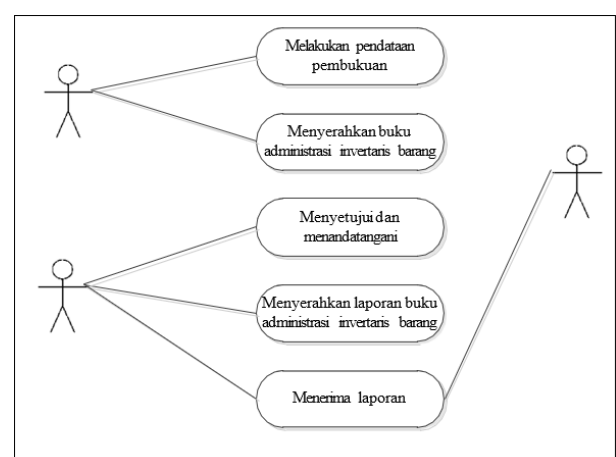 Melakukan pendataan
pembukuan
Menyerahkan buku
administrasi invertaris barang
Menyetujui dan
menandatangani
Menyerahkan laporan buku
administrasi invertaris barang
Menerima laporan